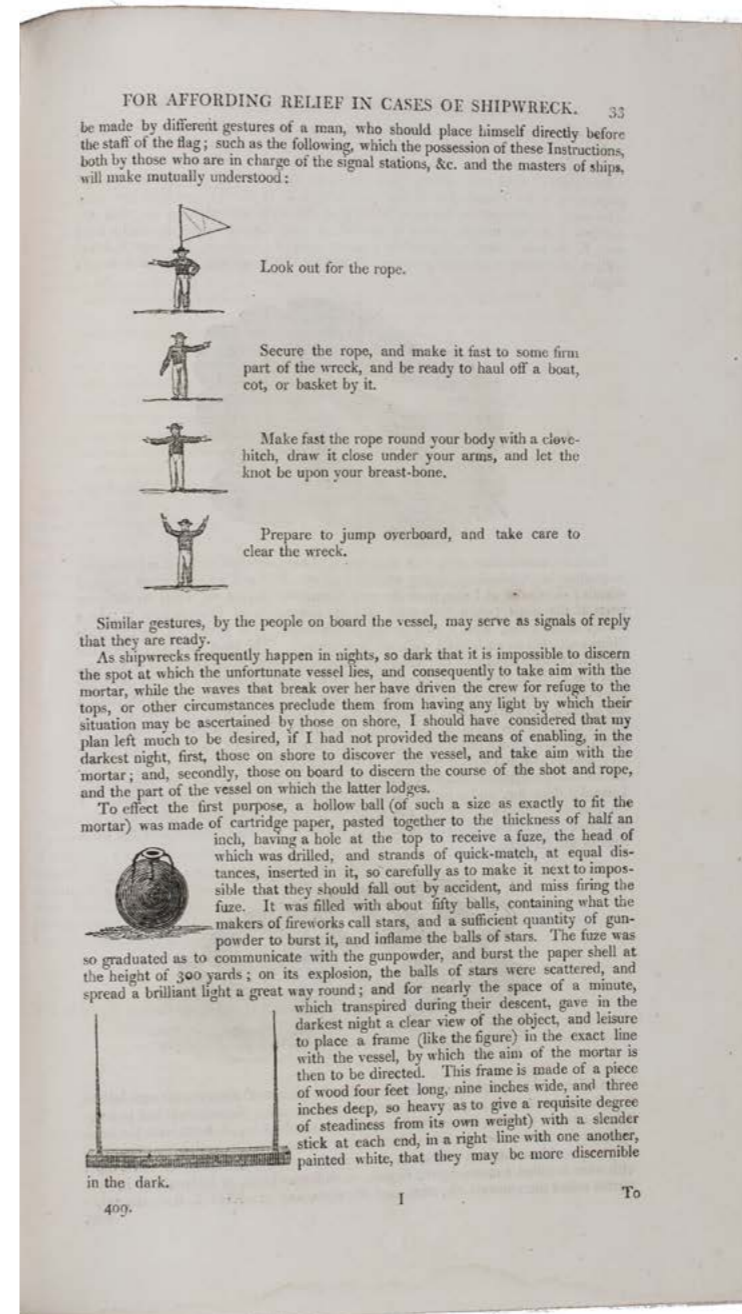 FOR AFFORDING RELIEF IN CASES OF SHIPWRECK. 33
be made by different gestures of a man, who should place himself directly before
the staff of the flag; such as the following, which the possession of these Instructions,
both by those who are in charge of the signal stations, &c. and the masters of ships,
will make mutually understood:
Look out for the rope.
Secure the rope, and make it fast to some firm
part of the wreck, and be ready to haul off a boat,
cot, or basket by it.
Make fast the rope round your body with a clove-
hitch, draw it close under your arms, and let the
knot be upon your breast-bone.
Prepare to jump overboard, and take care to
clear the wreck.
Similar gestures, by the people on board the vessel, may serve as signals of reply
that they are ready.
As shipwrecks frequently happen in nights, so dark that it is impossible to discern
the spot at which the unfortunate vessel lies, and consequently to take aim with the
mortar, while the waves that break over her have driven the crew for refuge to the
tops, or other circumstances preclude them from having any light by which their
situation may be ascertained by those on shore, I should have considered that my
plan left much to be desired, if I had not provided the means of enabling, in the
darkest night, first, those on shore to discover the vessel, and take aim with the
mortar; and, secondly, those on board to discern the course of the shot and rope,
and the part of the vessel on which the latter lodges.
To effect the first purpose, a hollow ball (of such a size as exactly to fit the
mortar) was made of cartridge paper, pasted together to the thickness of half an
inch, having a hole at the top to receive a fuze, the head of
which was drilled, and strands of quick-match, at equal dis-
tances, inserted in it, so carefully as to make it next to impos-
sible that they should fall out by accident, and miss firing the
fuze. It was filled with about fifty balls, containing what the
makers of fireworks call stars, and a sufficient quantity of gun-
powder to burst it, and inflame the balls of stars. The fuze was
so graduated as to communicate with the gunpowder, and burst the paper shell at
the height of 300 yards; on its explosion, the balls of stars were scattered, and
spread a brilliant light a great way round; and for nearly the space of a minute,
which transpired during their descent, gave in the
darkest night a clear view of the object, and leisure
to place a frame (like the figure) in the exact line
with the vessel, by which the aim of the mortar is
then to be directed. This frame is made of a piece
of wood four feet long, nine inches wide, and three
inches deep, so heavy as to give a requisite degree
of steadiness from its own weight) with a slender
stick at each end, in a right line with one another,
painted white, that they may be more discernible
in the dark.
To
409.
I